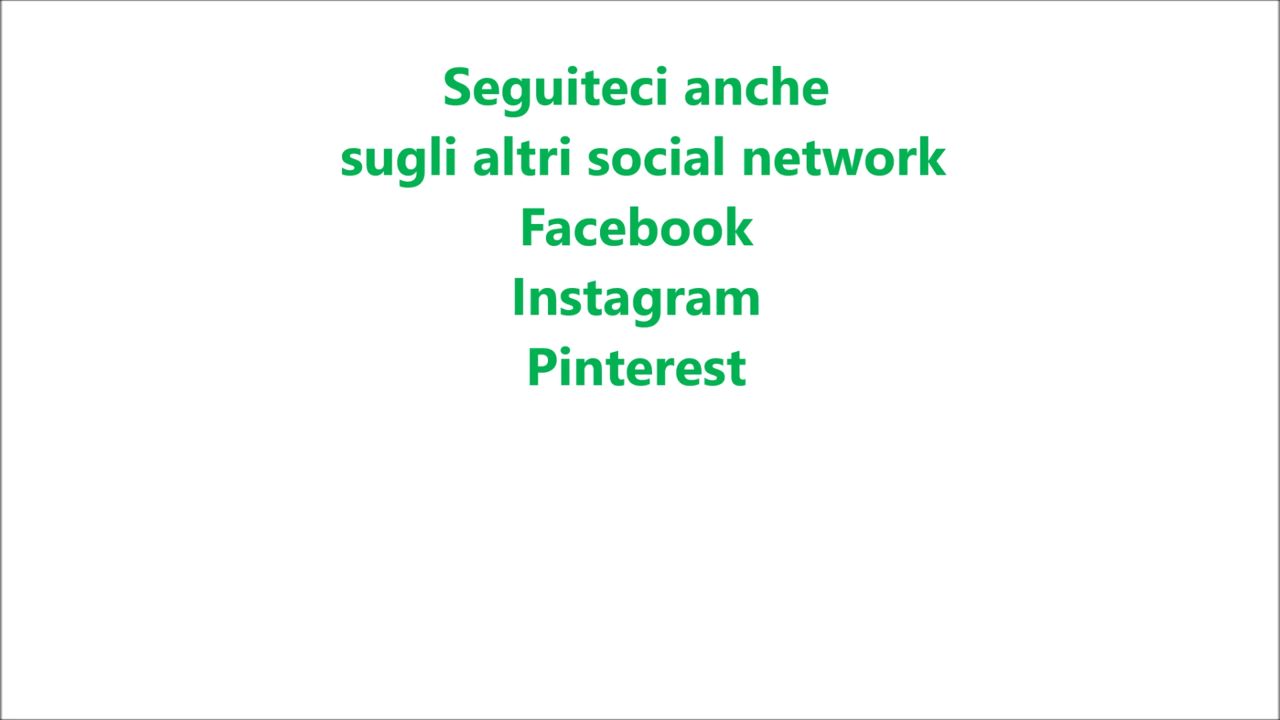 Seguiteci anche
sugli altri social network
Facebook
Instagram
Pinterest